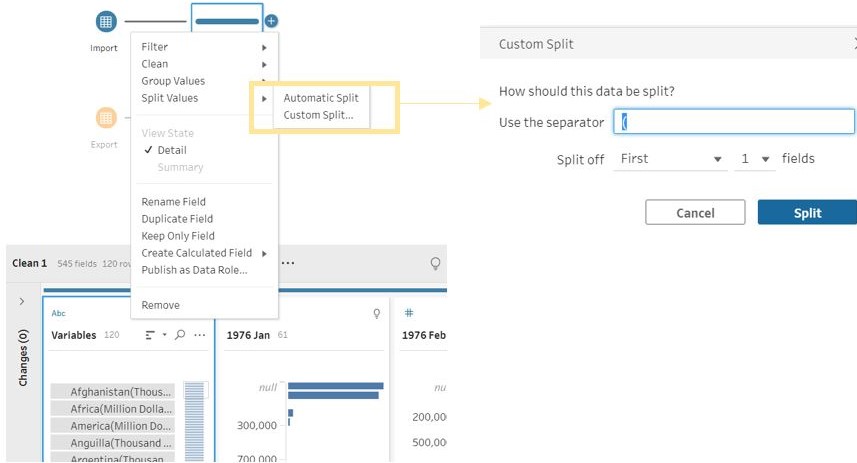 Import
Export
Filter
Clean
Group Values
Split Values
Automatic Split
Custom Split...
View State
Detail
Summary
Rename Field
Duplicate Field
Keep Only Field
Create Calculated Field
Publish as Data Role...
Remove
Custom Split
How should this data be split?
Use the separator (
Split off First 1 fields
Cancel Split
Clean 1 545 fields 120 rov ...
Changes (0)
Abc #
Variables 120 ... 1976 Jan 61 1976 Feb
Afghanistan(Thous...
Africa(Million Dolla...
America(Million Do...
Anguilla(Thousand ...
Argentina(Thousan
null
300,000
700,000
nu
200,000
500,00